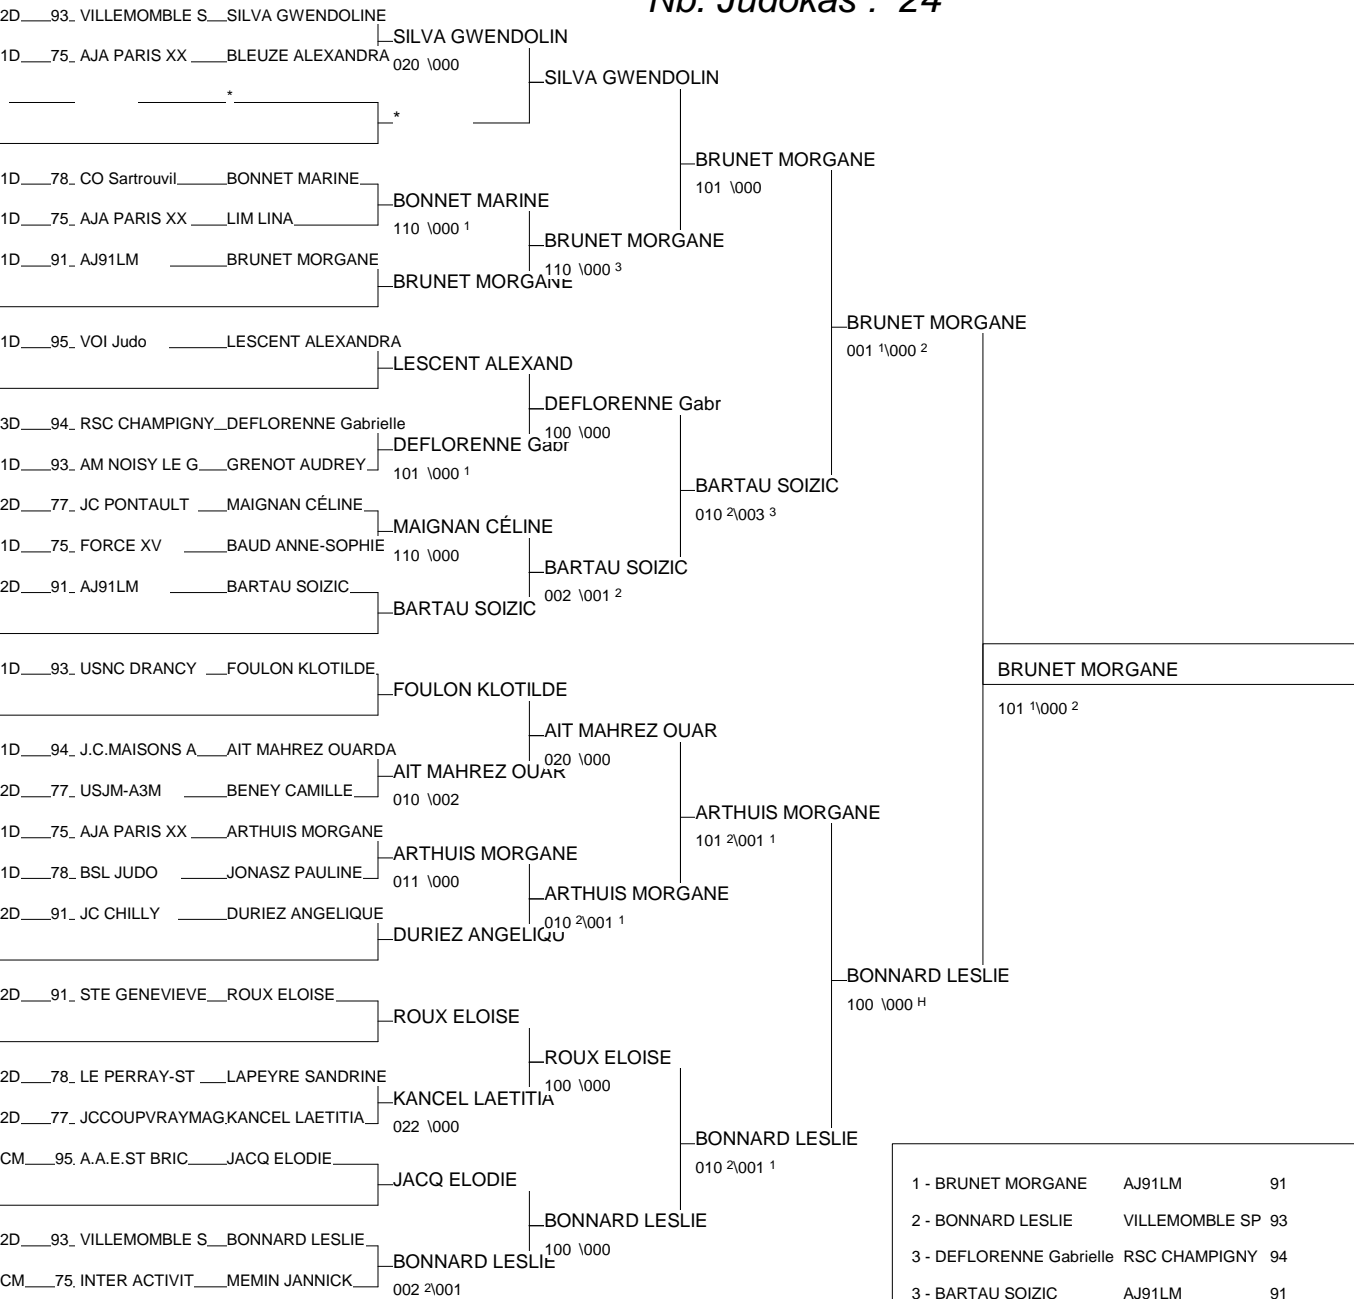 Nb. Judokas : 24
2D 93 VILLEMOMBLE S SILVA GWENDOLINE
SILVA GWENDOLIN
1D 75 AJA PARIS XX BLEUZE ALEXANDRA
020 \000
SILVA GWENDOLIN
*
*
BRUNET MORGANE
1D 78 CO Sartrouvil BONNET MARINE
101 \000
BONNET MARINE
1D 75 AJA PARIS XX LIM LINA
110 \000 1
BRUNET MORGANE
1D 91 AJ91LM BRUNET MORGANE
110 \000 3
BRUNET MORGANE
BRUNET MORGANE
1D 95 VOI Judo LESCENT ALEXANDRA
001 1\000 2
LESCENT ALEXAND
DEFLORENNE Gabr
3D 94 RSC CHAMPIGNY DEFLORENNE Gabrielle
100 \000
DEFLORENNE Gabr
1D 93 AM NOISY LE G GRENOT AUDREY
101 \000 1
BARTAU SOIZIC
2D 77 JC PONTAULT MAIGNAN CÉLINE
010 2\003 3
MAIGNAN CÉLINE
1D 75 FORCE XV BAUD ANNE-SOPHIE
110 \000
BARTAU SOIZIC
2D 91 AJ91LM BARTAU SOIZIC
002 \001 2
BARTAU SOIZIC
1D 93 USNC DRANCY FOULON KLOTILDE
BRUNET MORGANE
FOULON KLOTILDE
101 1\000 2
AIT MAHREZ OUAR
1D 94 J.C.MAISONS A AIT MAHREZ OUARDA
020 \000
AIT MAHREZ OUAR
2D 77 USJM-A3M BENEY CAMILLE
010 \002
ARTHUIS MORGANE
1D 75 AJA PARIS XX ARTHUIS MORGANE
101 2\001 1
ARTHUIS MORGANE
1D 78 BSL JUDO JONASZ PAULINE
011 \000
ARTHUIS MORGANE
2D 91 JC CHILLY DURIEZ ANGELIQUE
010 2\001 1
DURIEZ ANGELIQU
BONNARD LESLIE
2D 91 STE GENEVIEVE ROUX ELOISE
100 \000 H
ROUX ELOISE
ROUX ELOISE
2D 78 LE PERRAY-ST LAPEYRE SANDRINE
100 \000
KANCEL LAETITIA
2D 77 JCCOUPVRAYMAG KANCEL LAETITIA
022 \000
BONNARD LESLIE
CM 95 A.A.E.ST BRIC JACQ ELODIE
010 2\001 1
JACQ ELODIE
1 - BRUNET MORGANE AJ91LM 91
BONNARD LESLIE
2 - BONNARD LESLIE VILLEMOMBLE SP 93
2D 93 VILLEMOMBLE S BONNARD LESLIE
100 \000
3 - DEFLORENNE Gabrielle RSC CHAMPIGNY 94
BONNARD LESLIE
CM 75 INTER ACTIVIT MEMIN JANNICK
002 2\001
3 - BARTAU SOIZIC AJ91LM 91